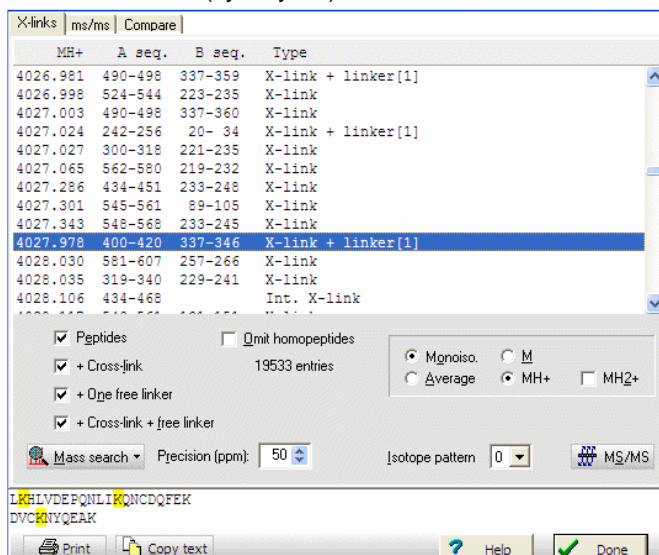 X-links ms/ms Compare
MH+ A seq. B seq. Type
4026.981 490-498 337-359 X-link + linker[1]
4026.998 524-544 223-235 X-link
4027.003 490-498 337-360 X-link
4027.024 242-256 20- 34 X-link + linker[1]
4027.027 300-318 221-235 X-link
4027.065 562-580 219-232 X-link
4027.286 434-451 233-248 X-link
4027.301 545-561 89-105 X-link
4027.343 548-568 233-245 X-link
4027.978 400-420 337-346 X-link + linker[1]
4028.030 581-607 257-266 X-link
4028.035 319-340 229-241 X-link
4028.106 434-468 Int. X-link
Peptides Omit homopeptides
+ Cross-link 19533 entries
+ One free linker
+ Cross-link + free linker
Monoiso. M
Average MH+ MH2+
Mass search Precision (ppm): 50 Isotope pattern 0 MS/MS
LKHLVDEPQNLIKQNCDQFEK
DVCKNYQEAK
Print Copy text ? Help Done